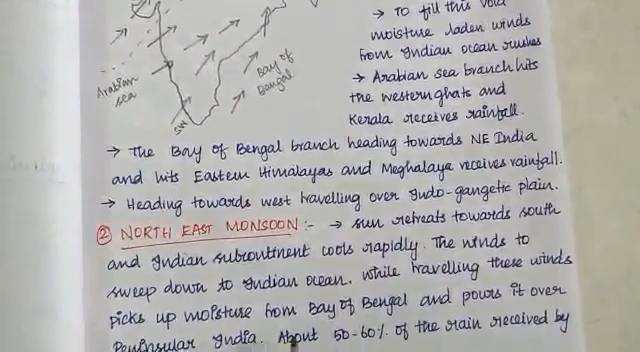 → To fill this void
moisture laden winds
from Indian ocean rushes
→ Arabian sea branch hits
the western ghats and
Kerala receives rainfall.
Arabian
sea
Bay of
Bengal
SW
→ The Bay of Bengal branch heading towards NE India
and hits Eastern Himalayas and Meghalaya receives rainfall.
→ Heading towards west travelling over Indo-gangetic plain.
② NORTH EAST MONSOON :- → sun retreats towards south
and Indian subcontinent cools rapidly. The winds to
sweep down to Indian Ocean. While travelling these winds
picks up moisture from Bay of Bengal and pours it over
Peninsular India. About 50-60% of the rain received by